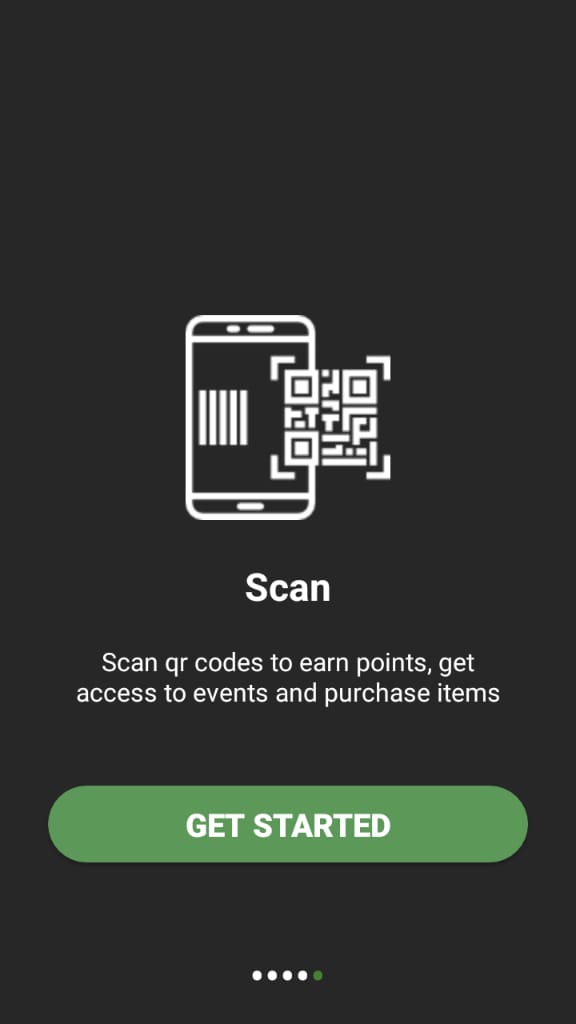 Scan
Scan qr codes to earn points, get
access to events and purchase items
GET STARTED